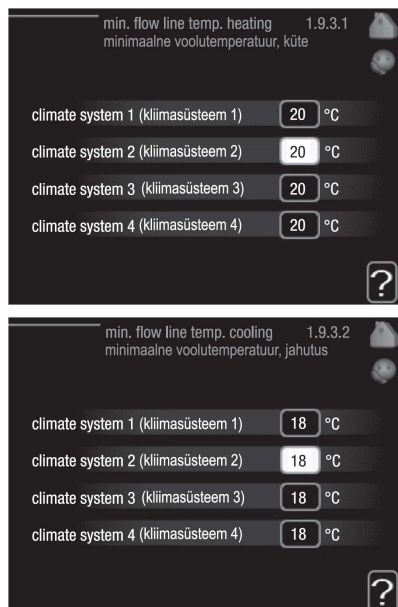 min. flow line temp. heating 1.9.3.1
minimaalne voolutemperatuur, küte
climate system 1 (kliimasüsteem 1) 20 °C
climate system 2 (kliimasüsteem 2) 20 °C
climate system 3 (kliimasüsteem 3) 20 °C
climate system 4 (kliimasüsteem 4) 20 °C
?
min. flow line temp. cooling 1.9.3.2
minimaalne voolutemperatuur, jahutus
climate system 1 (kliimasüsteem 1) 18 °C
climate system 2 (kliimasüsteem 2) 18 °C
climate system 3 (kliimasüsteem 3) 18 °C
climate system 4 (kliimasüsteem 4) 18 °C
?